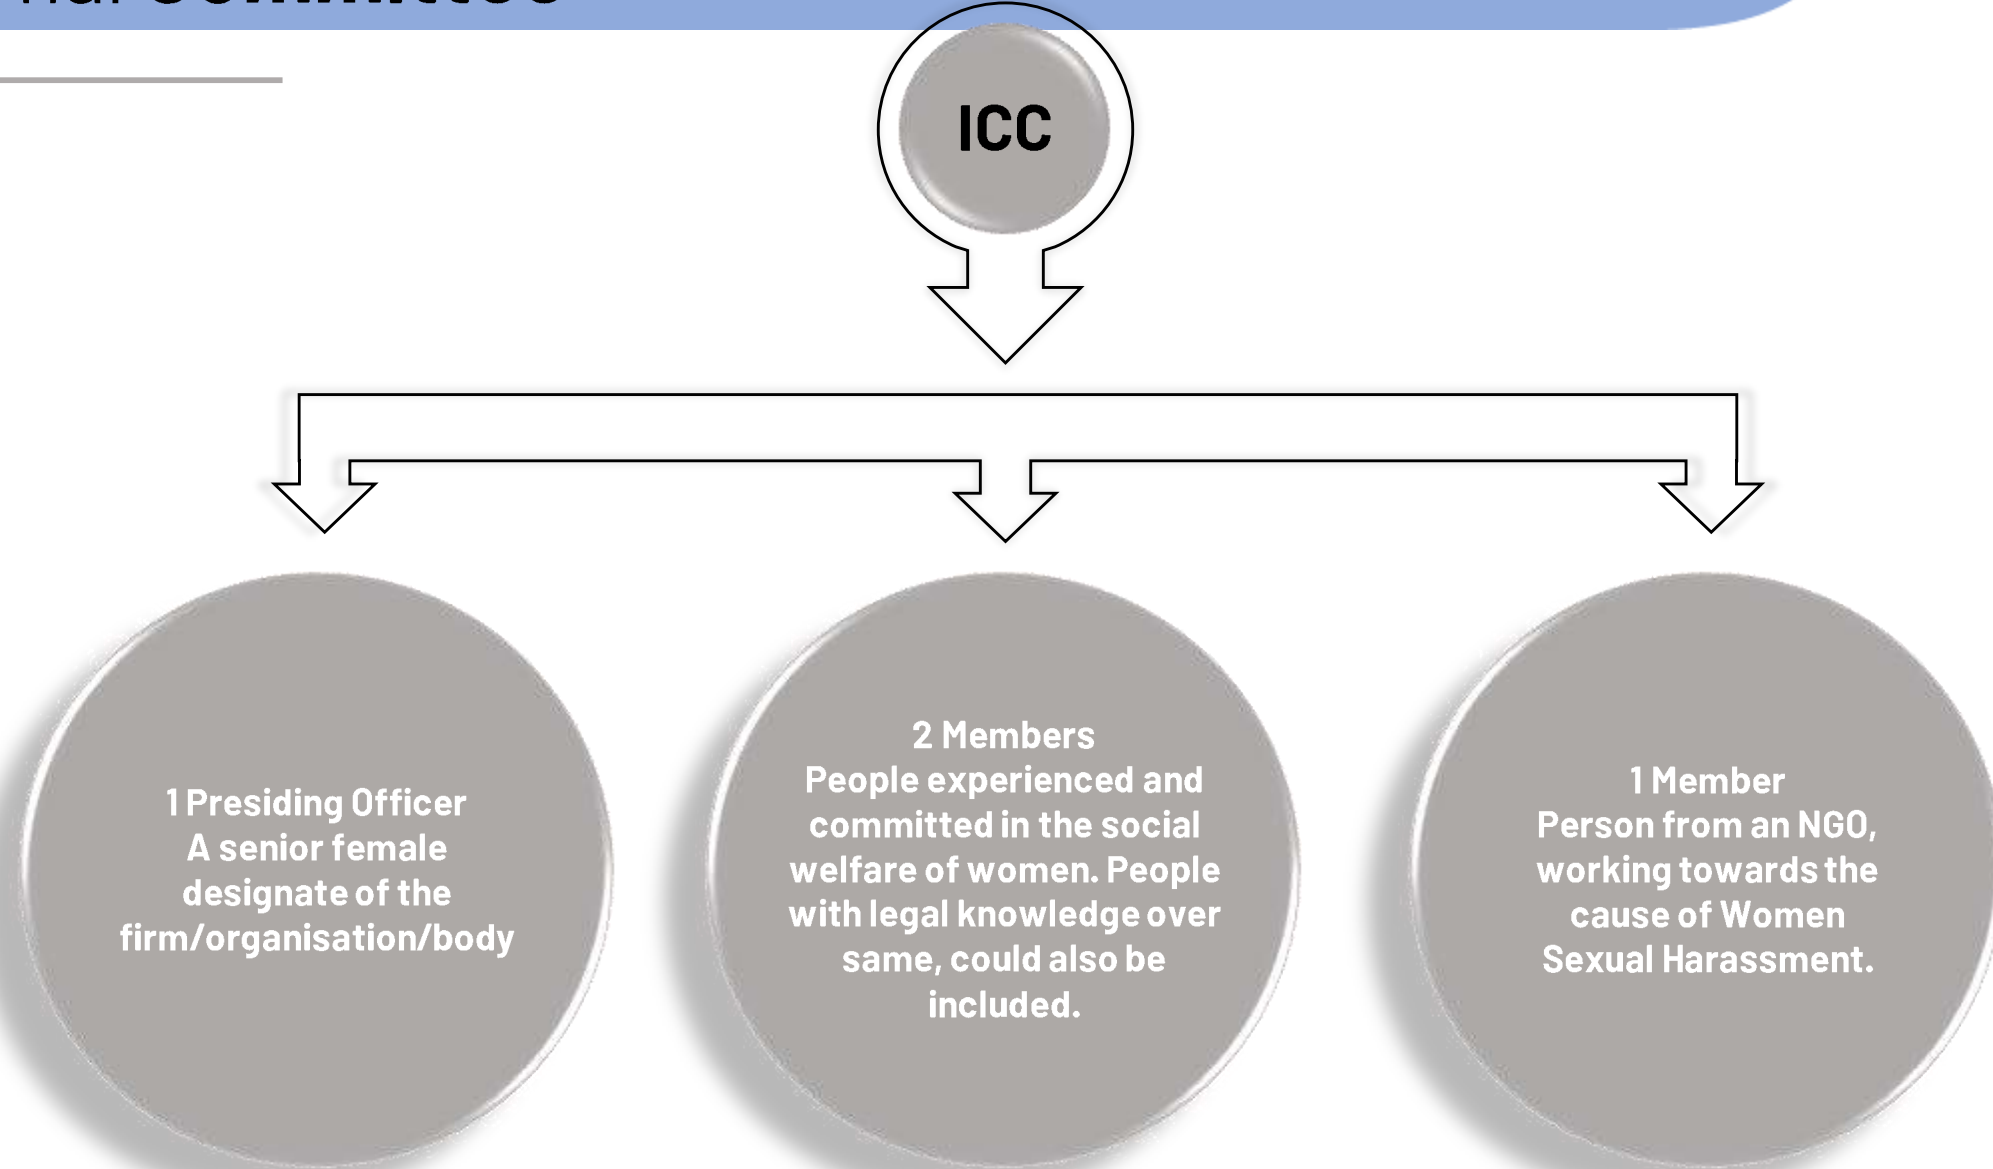 Committee
ICC
1 Presiding Officer
A senior female
designate of the
firm/organisation/body
2 Members
People experienced and
committed in the social
welfare of women. People
with legal knowledge over
same, could also be
included.
1 Member
Person from an NGO,
working towards the
cause of Women
Sexual Harassment.